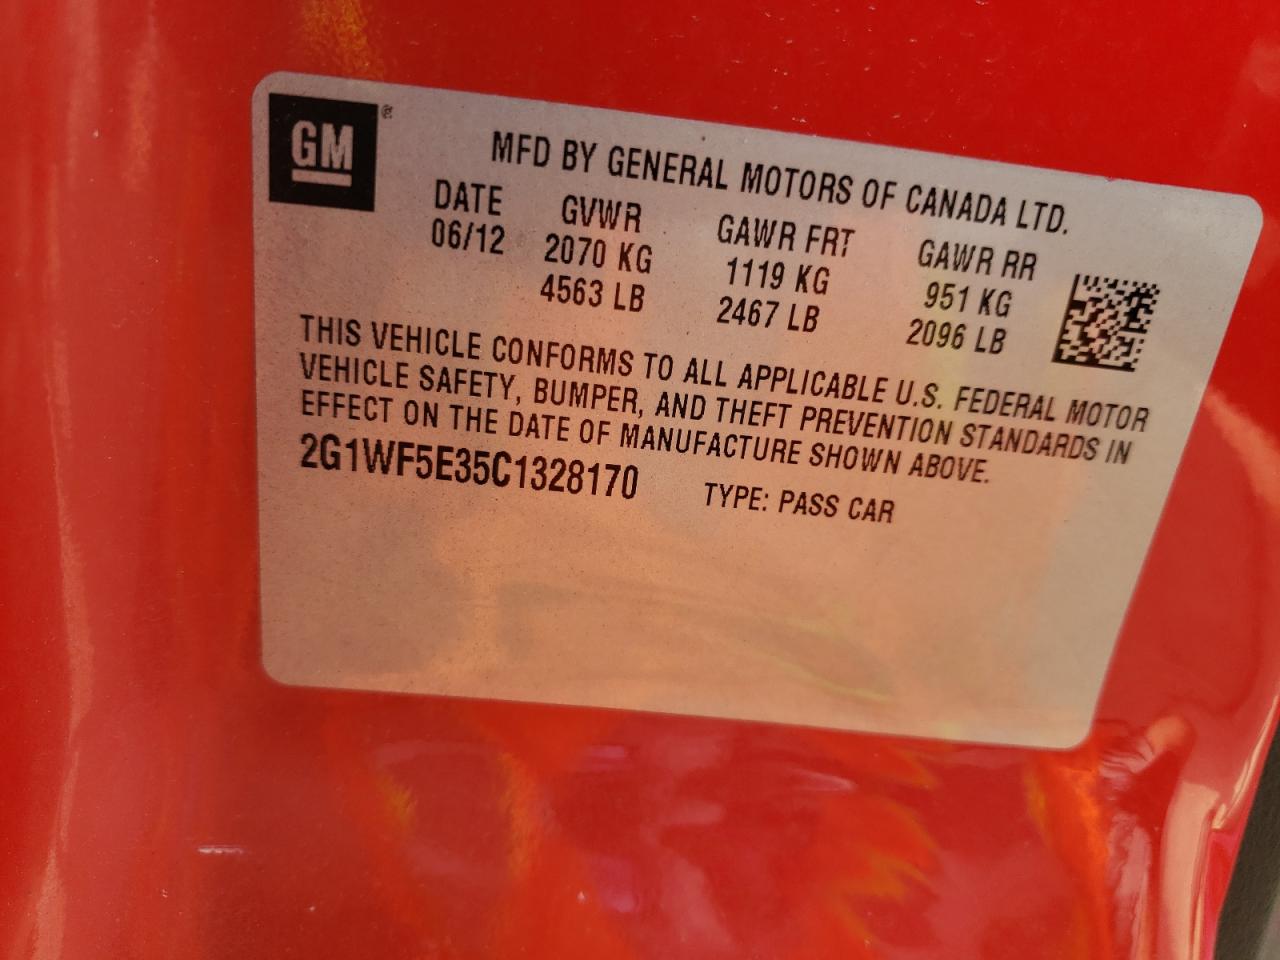 GM ®
MFD BY GENERAL MOTORS OF CANADA LTD.
DATE GVWR GAWR FRT GAWR RR
06/12 2070 KG 1119 KG 951 KG
4563 LB 2467 LB 2096 LB
THIS VEHICLE CONFORMS TO ALL APPLICABLE U.S. FEDERAL MOTOR
VEHICLE SAFETY, BUMPER, AND THEFT PREVENTION STANDARDS IN
EFFECT ON THE DATE OF MANUFACTURE SHOWN ABOVE.
2G1WF5E35C1328170 TYPE: PASS CAR